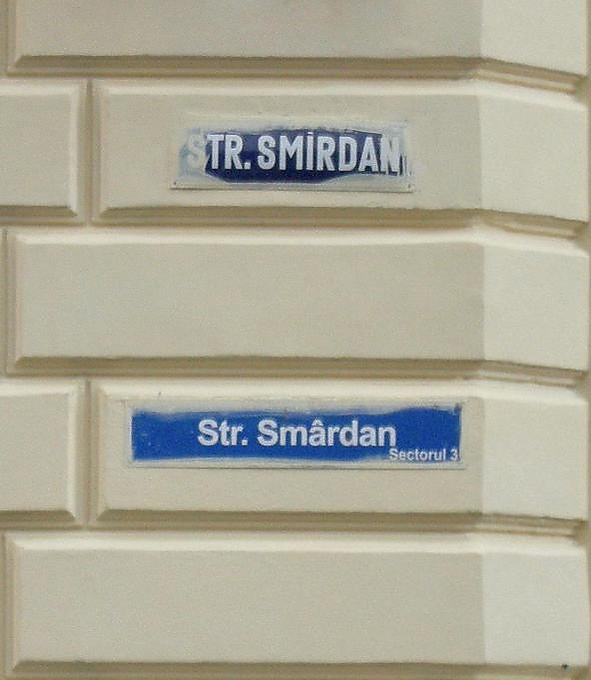 STR. SMÎRDAN
Str. Smârdan
Sectorul 3